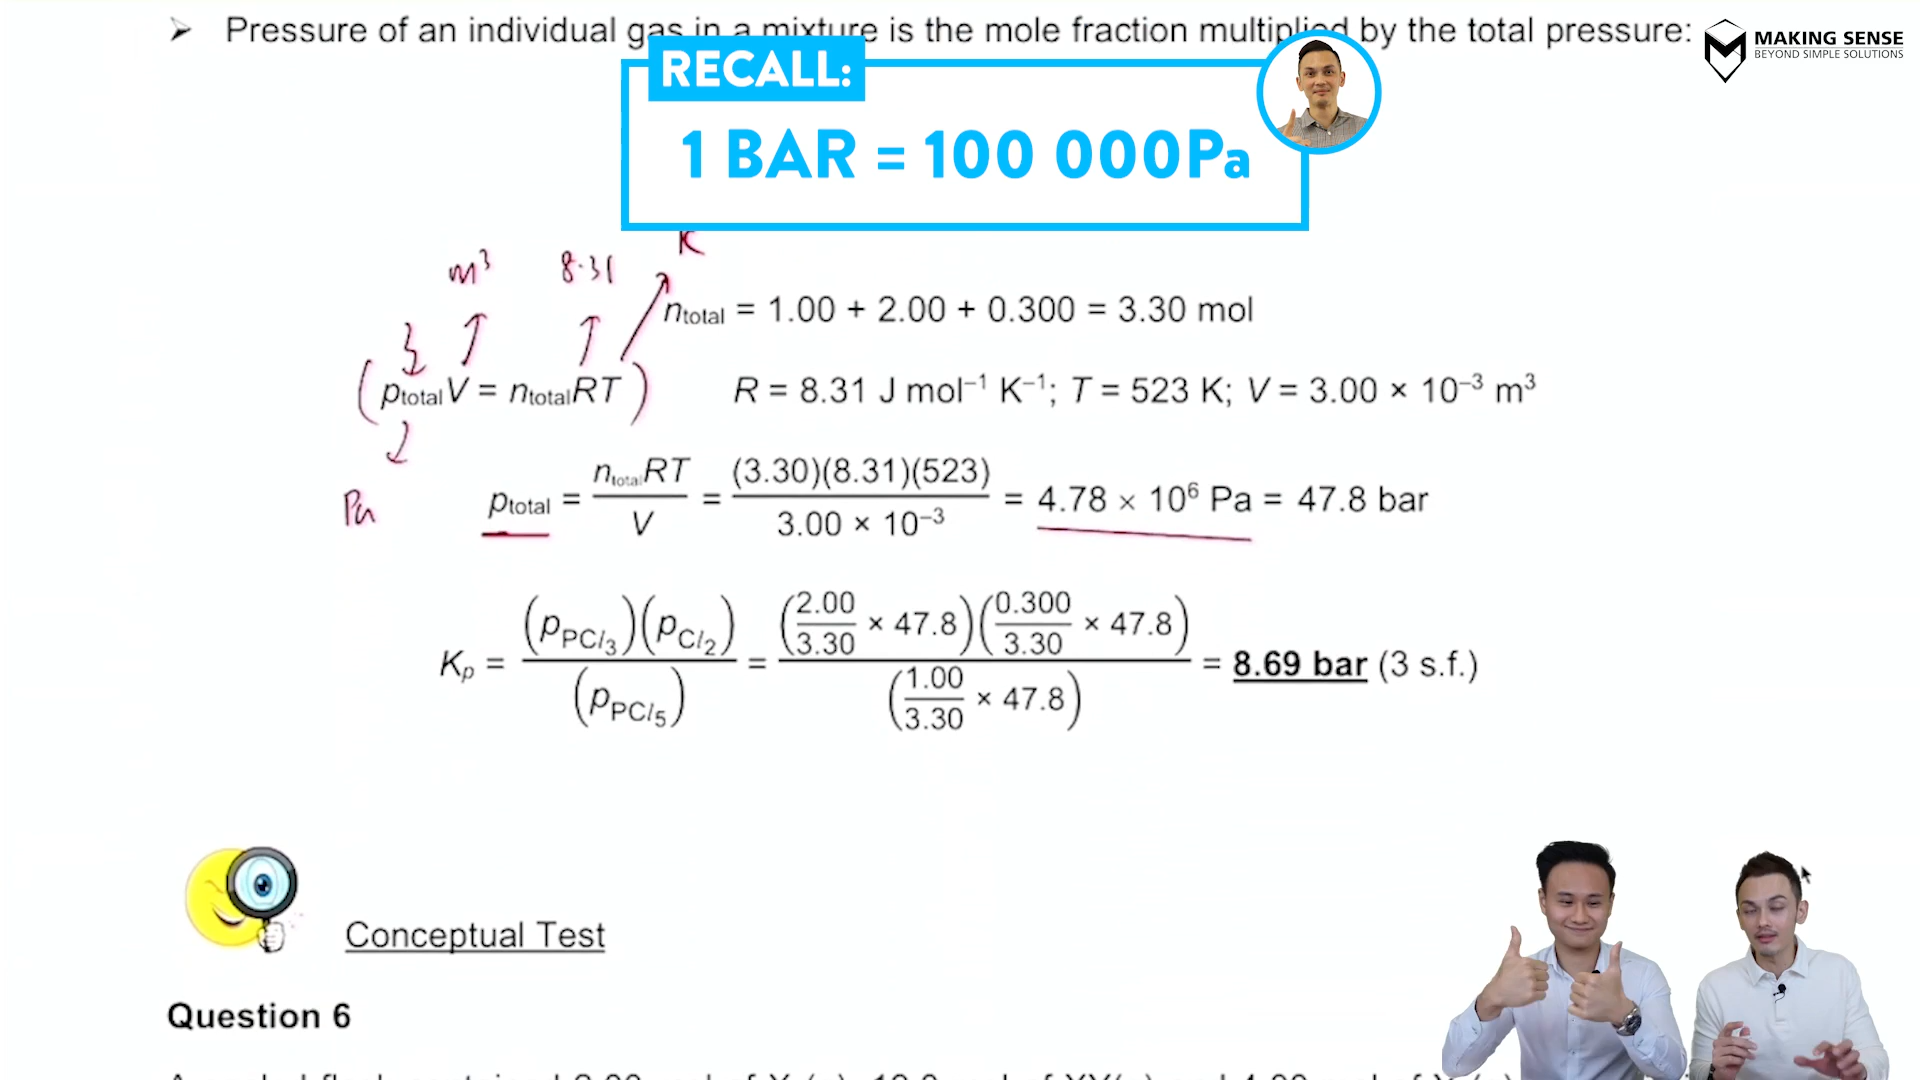 ➤ Pressure of an individual gas in a mixture is the mole fraction multiplied by the total pressure:
MAKING SENSE
BEYOND SIMPLE SOLUTIONS
RECALL:
1 BAR = 100 000Pa
K
m³ 8.31
n_total = 1.00 + 2.00 + 0.300 = 3.30 mol
(p_total V = n_total RT) R = 8.31 J mol⁻¹ K⁻¹; T = 523 K; V = 3.00 × 10⁻³ m³
Pa
p_total = n_total RT / V = (3.30)(8.31)(523) / 3.00 × 10⁻³ = 4.78 × 10⁶ Pa = 47.8 bar
K_p = (p_PCl₃)(p_Cl₂) / (p_PCl₅) = (2.00/3.30 × 47.8)(0.300/3.30 × 47.8) / (1.00/3.30 × 47.8) = 8.69 bar (3 s.f.)
Conceptual Test
Question 6